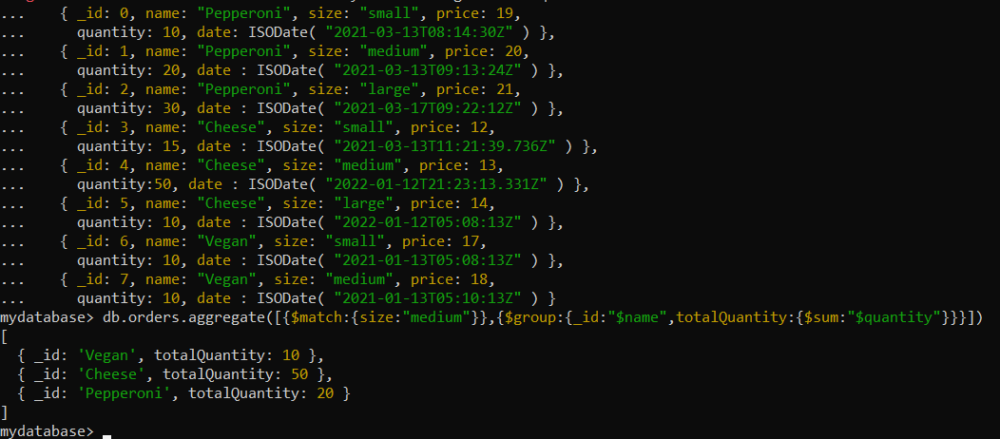 ...     { _id: 0, name: "Pepperoni", size: "small", price: 19,
...       quantity: 10, date: ISODate( "2021-03-13T08:14:30Z" ) },
...     { _id: 1, name: "Pepperoni", size: "medium", price: 20,
...       quantity: 20, date : ISODate( "2021-03-13T09:13:24Z" ) },
...     { _id: 2, name: "Pepperoni", size: "large", price: 21,
...       quantity: 30, date : ISODate( "2021-03-17T09:22:12Z" ) },
...     { _id: 3, name: "Cheese", size: "small", price: 12,
...       quantity: 15, date : ISODate( "2021-03-13T11:21:39.736Z" ) },
...     { _id: 4, name: "Cheese", size: "medium", price: 13,
...       quantity:50, date : ISODate( "2022-01-12T21:23:13.331Z" ) },
...     { _id: 5, name: "Cheese", size: "large", price: 14,
...       quantity: 10, date : ISODate( "2022-01-12T05:08:13Z" ) },
...     { _id: 6, name: "Vegan", size: "small", price: 17,
...       quantity: 10, date : ISODate( "2021-01-13T05:08:13Z" ) },
...     { _id: 7, name: "Vegan", size: "medium", price: 18,
...       quantity: 10, date : ISODate( "2021-01-13T05:10:13Z" ) }
mydatabase> db.orders.aggregate([{$match:{size:"medium"}},{$group:{_id:"$name",totalQuantity:{$sum:"$quantity"}}}])
[
  { _id: 'Vegan', totalQuantity: 10 },
  { _id: 'Cheese', totalQuantity: 50 },
  { _id: 'Pepperoni', totalQuantity: 20 }
]
mydatabase>